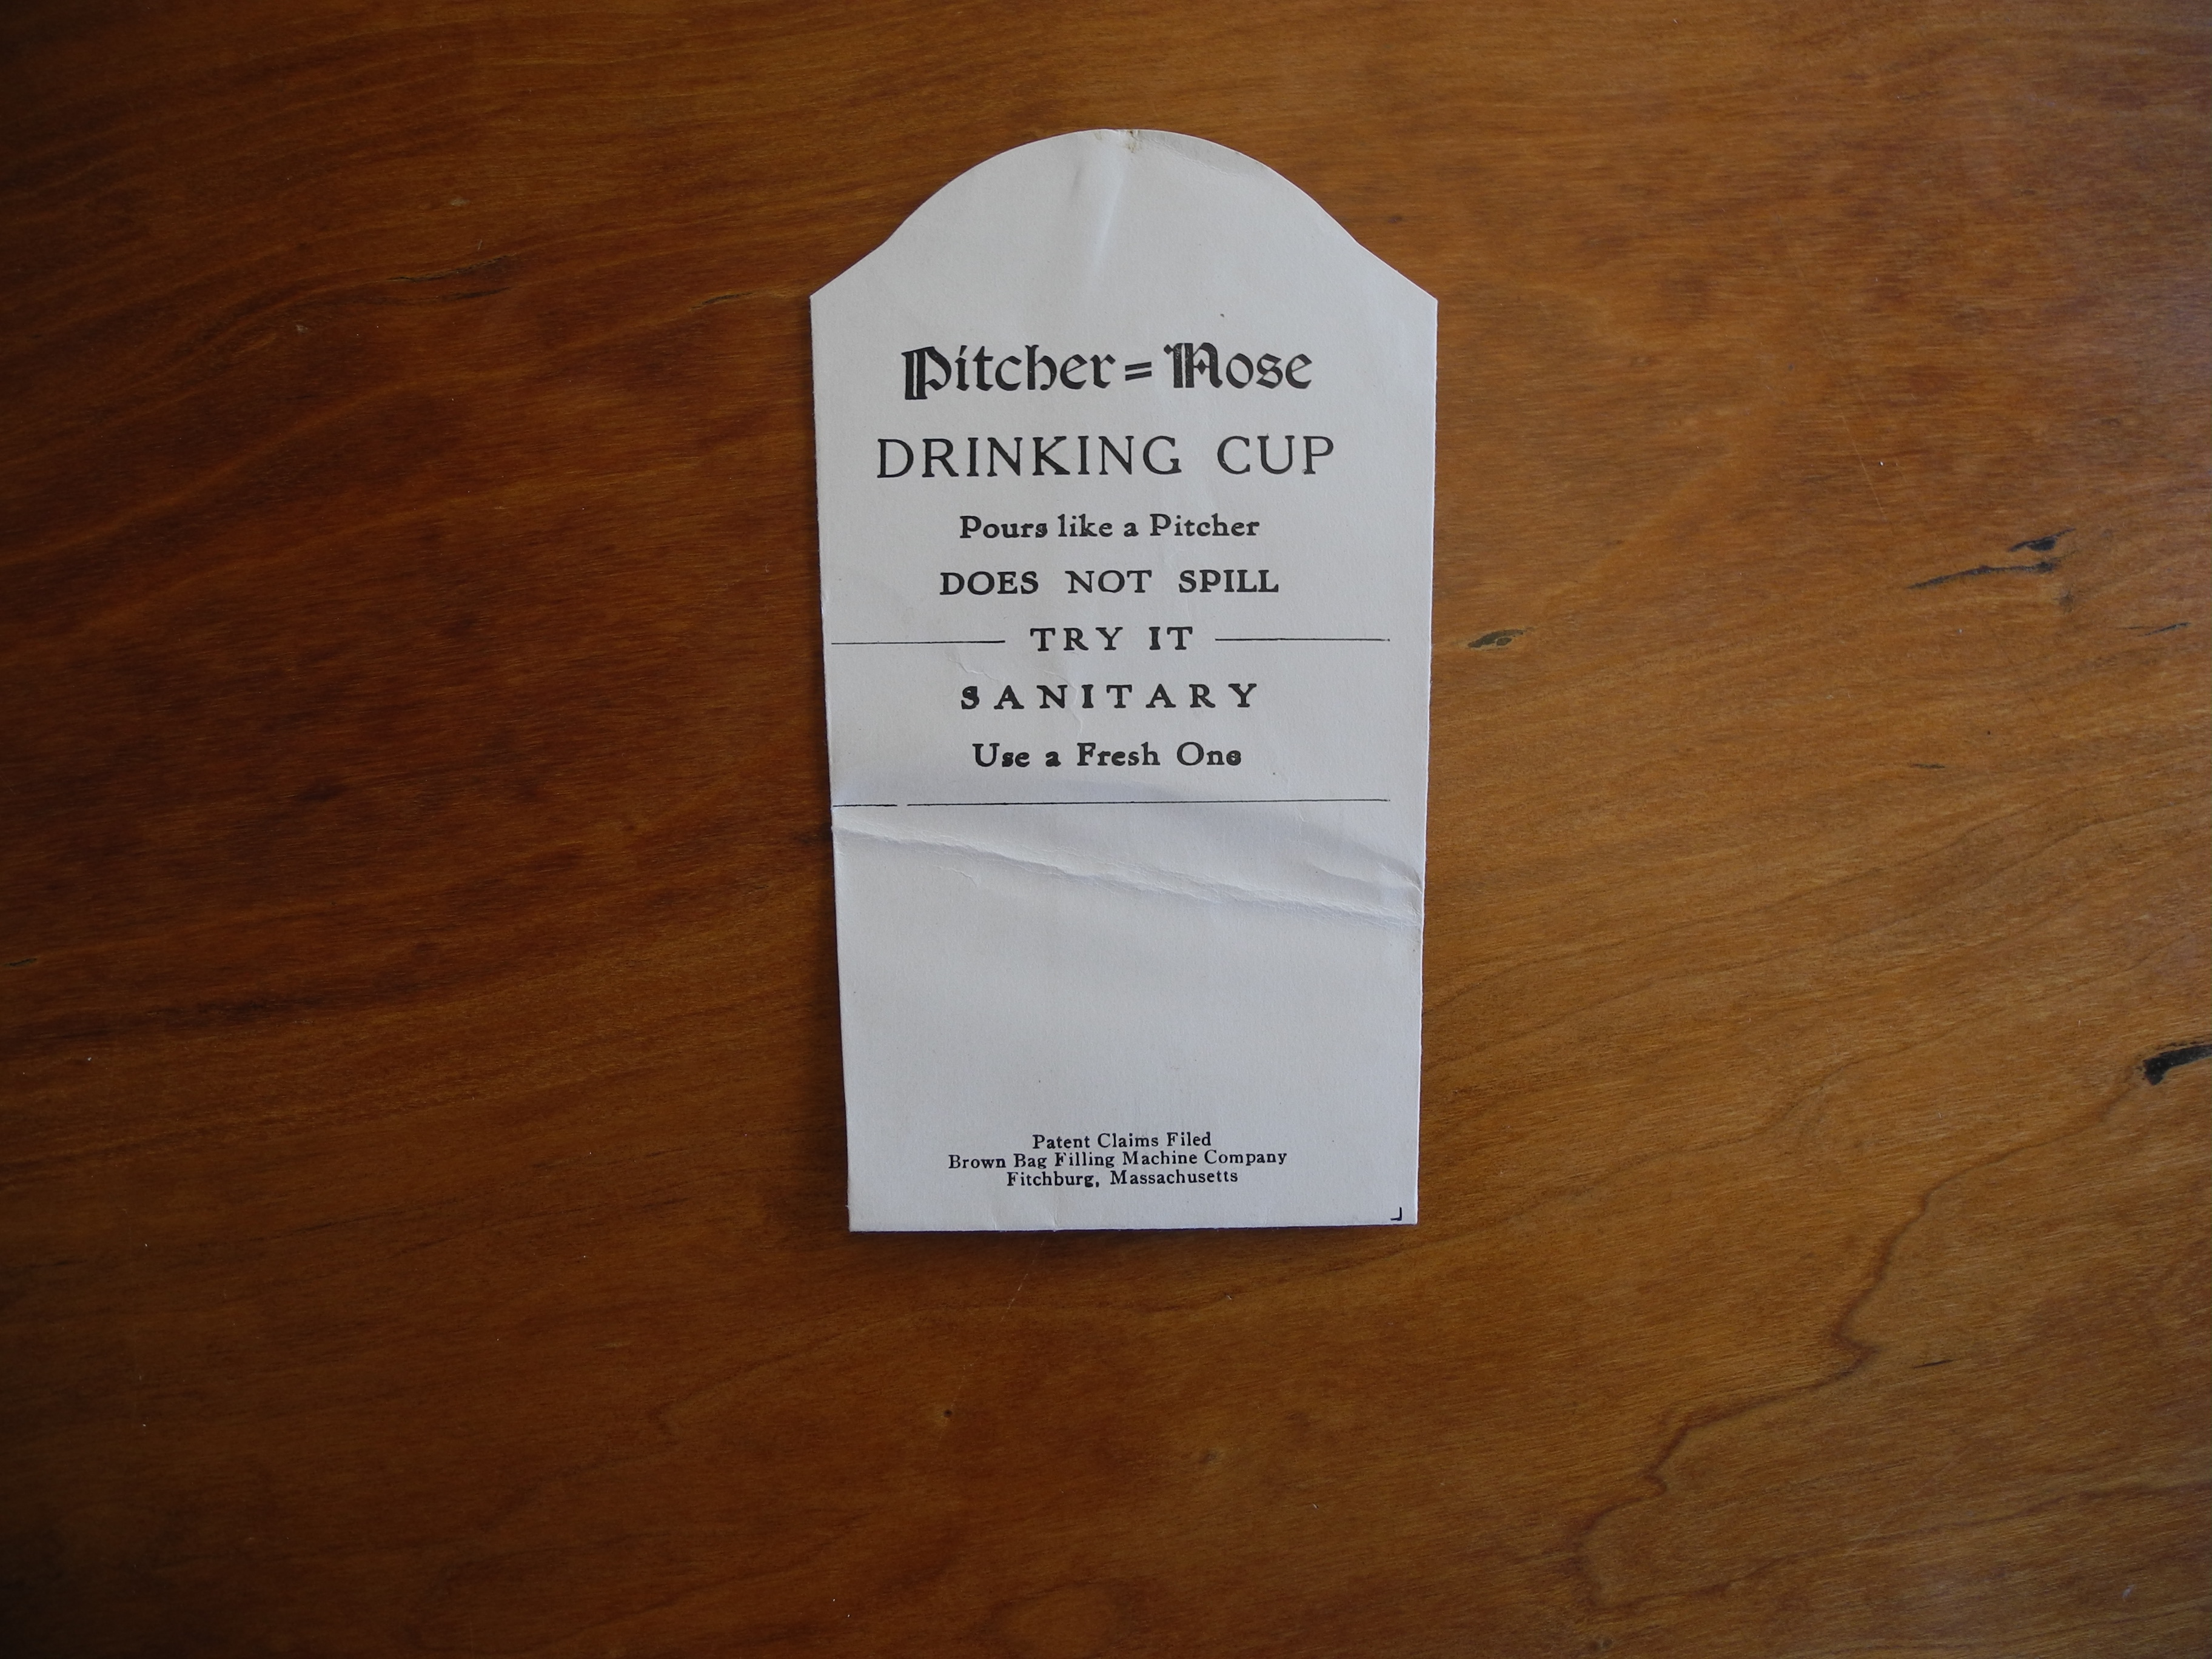 Pitcher=Nose
DRINKING CUP
Pours like a Pitcher
DOES NOT SPILL
TRY IT
SANITARY
Use a Fresh One
Patent Claims Filed
Brown Bag Filling Machine Company
Fitchburg, Massachusetts